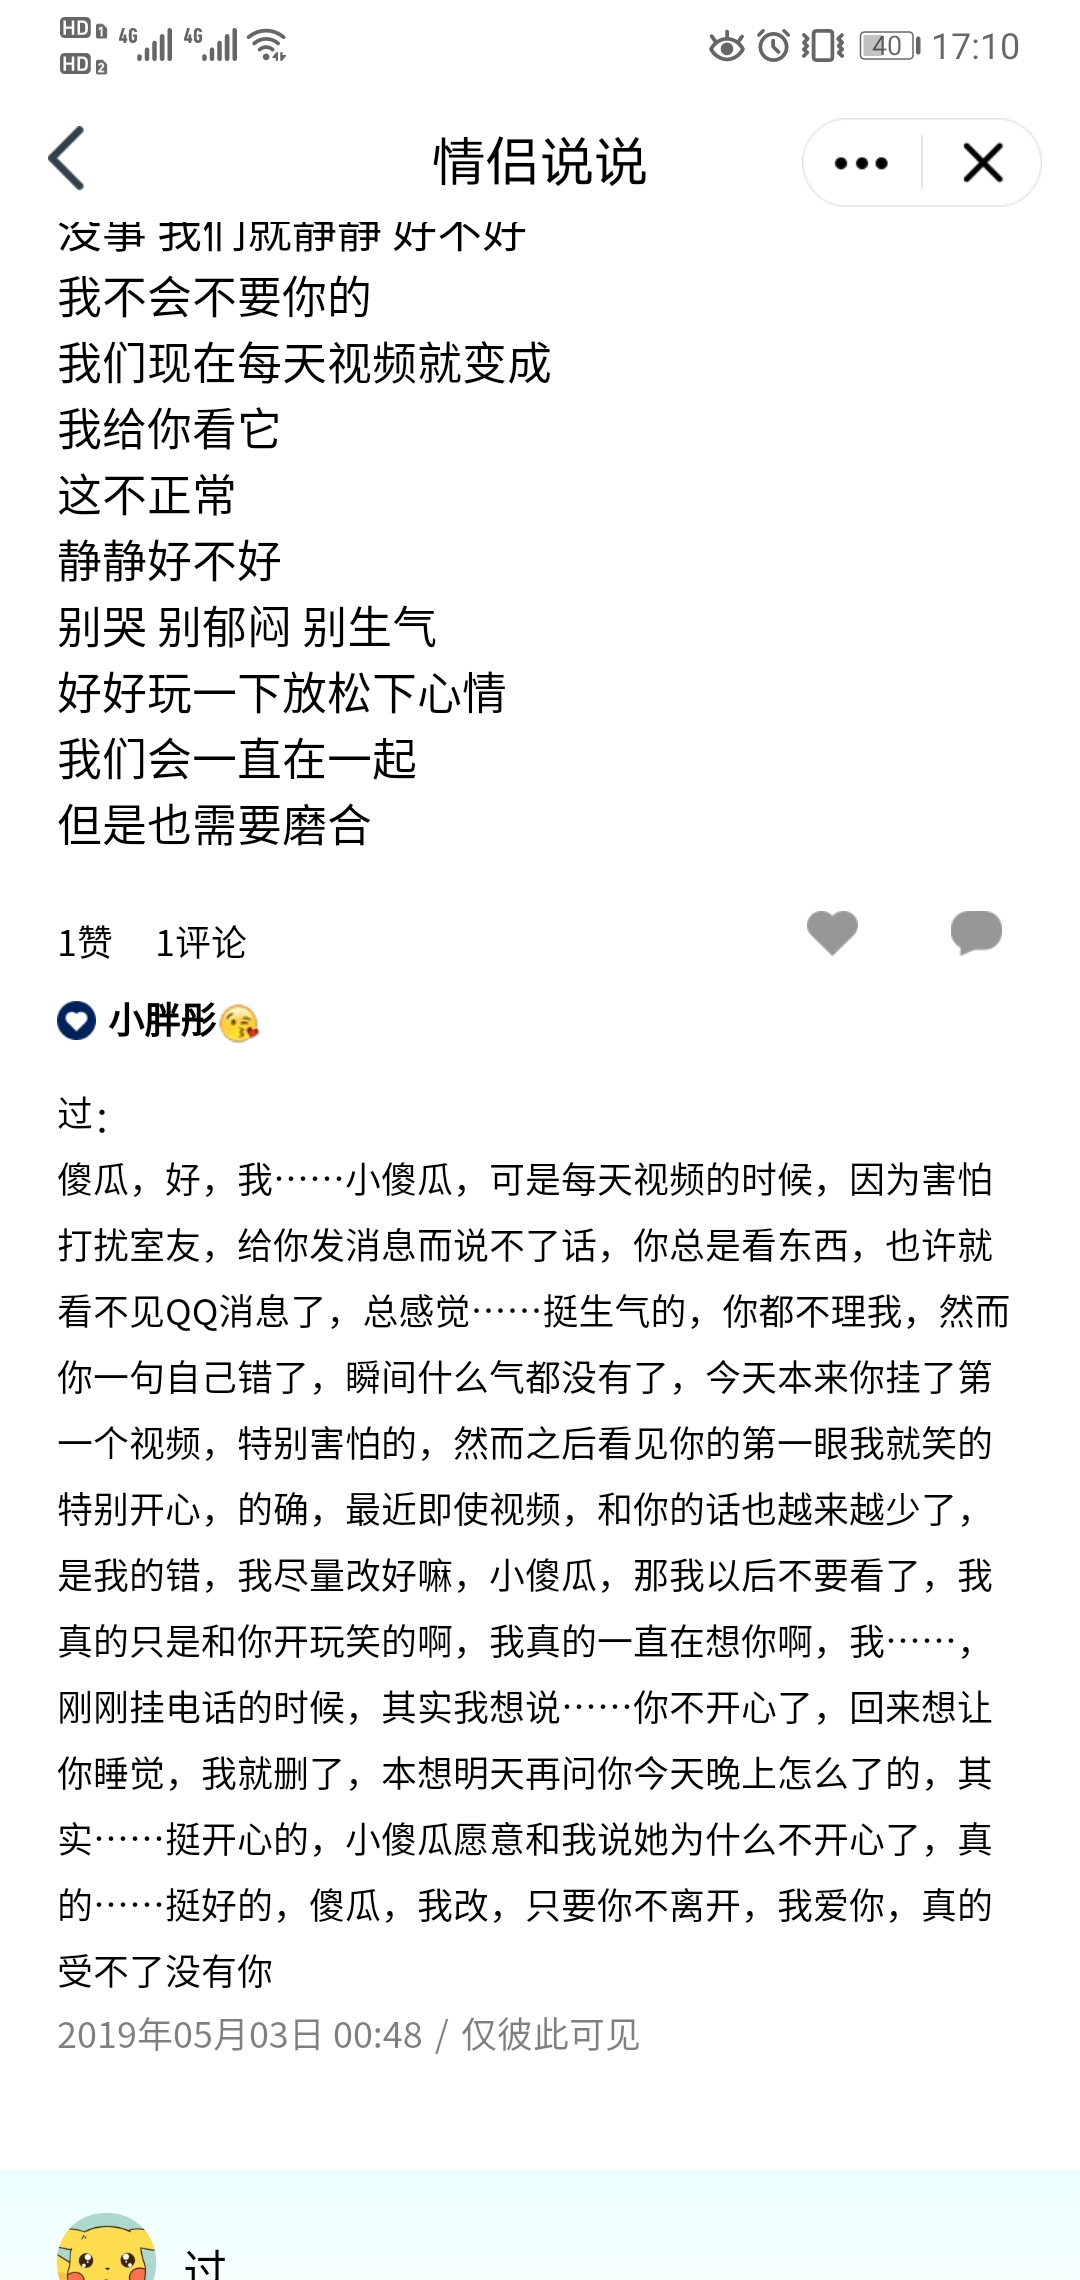 HD 1 4G 4G
HD 2
40 17:10
情侣说说
没事 我们就静静 好不好
我不会不要你的
我们现在每天视频就变成
我给你看它
这不正常
静静好不好
别哭 别郁闷 别生气
好好玩一下放松下心情
我们会一直在一起
但是也需要磨合
1赞 1评论
小胖彤
过：
傻瓜，好，我……小傻瓜，可是每天视频的时候，因为害怕
打扰室友，给你发消息而说不了话，你总是看东西，也许就
看不见QQ消息了，总感觉……挺生气的，你都不理我，然而
你一句自己错了，瞬间什么气都没有了，今天本来你挂了第
一个视频，特别害怕的，然而之后看见你的第一眼我就笑的
特别开心，的确，最近即使视频，和你的话也越来越少了，
是我的错，我尽量改好嘛，小傻瓜，那我以后不要看了，我
真的只是和你开玩笑的啊，我真的一直在想你啊，我……，
刚刚挂电话的时候，其实我想说……你不开心了，回来想让
你睡觉，我就删了，本想明天再问你今天晚上怎么了的，其
实……挺开心的，小傻瓜愿意和我说她为什么不开心了，真
的……挺好的，傻瓜，我改，只要你不离开，我爱你，真的
受不了没有你
2019年05月03日 00:48 / 仅彼此可见
过